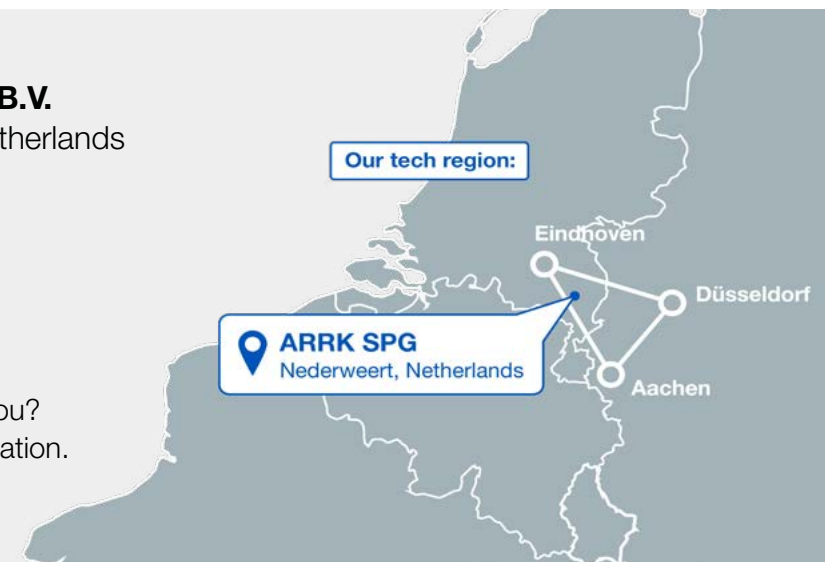 B.V.
therlands
ou?
ation.
Our tech region:
Eindhoven
Düsseldorf
ARRK SPG
Nederweert, Netherlands
Aachen